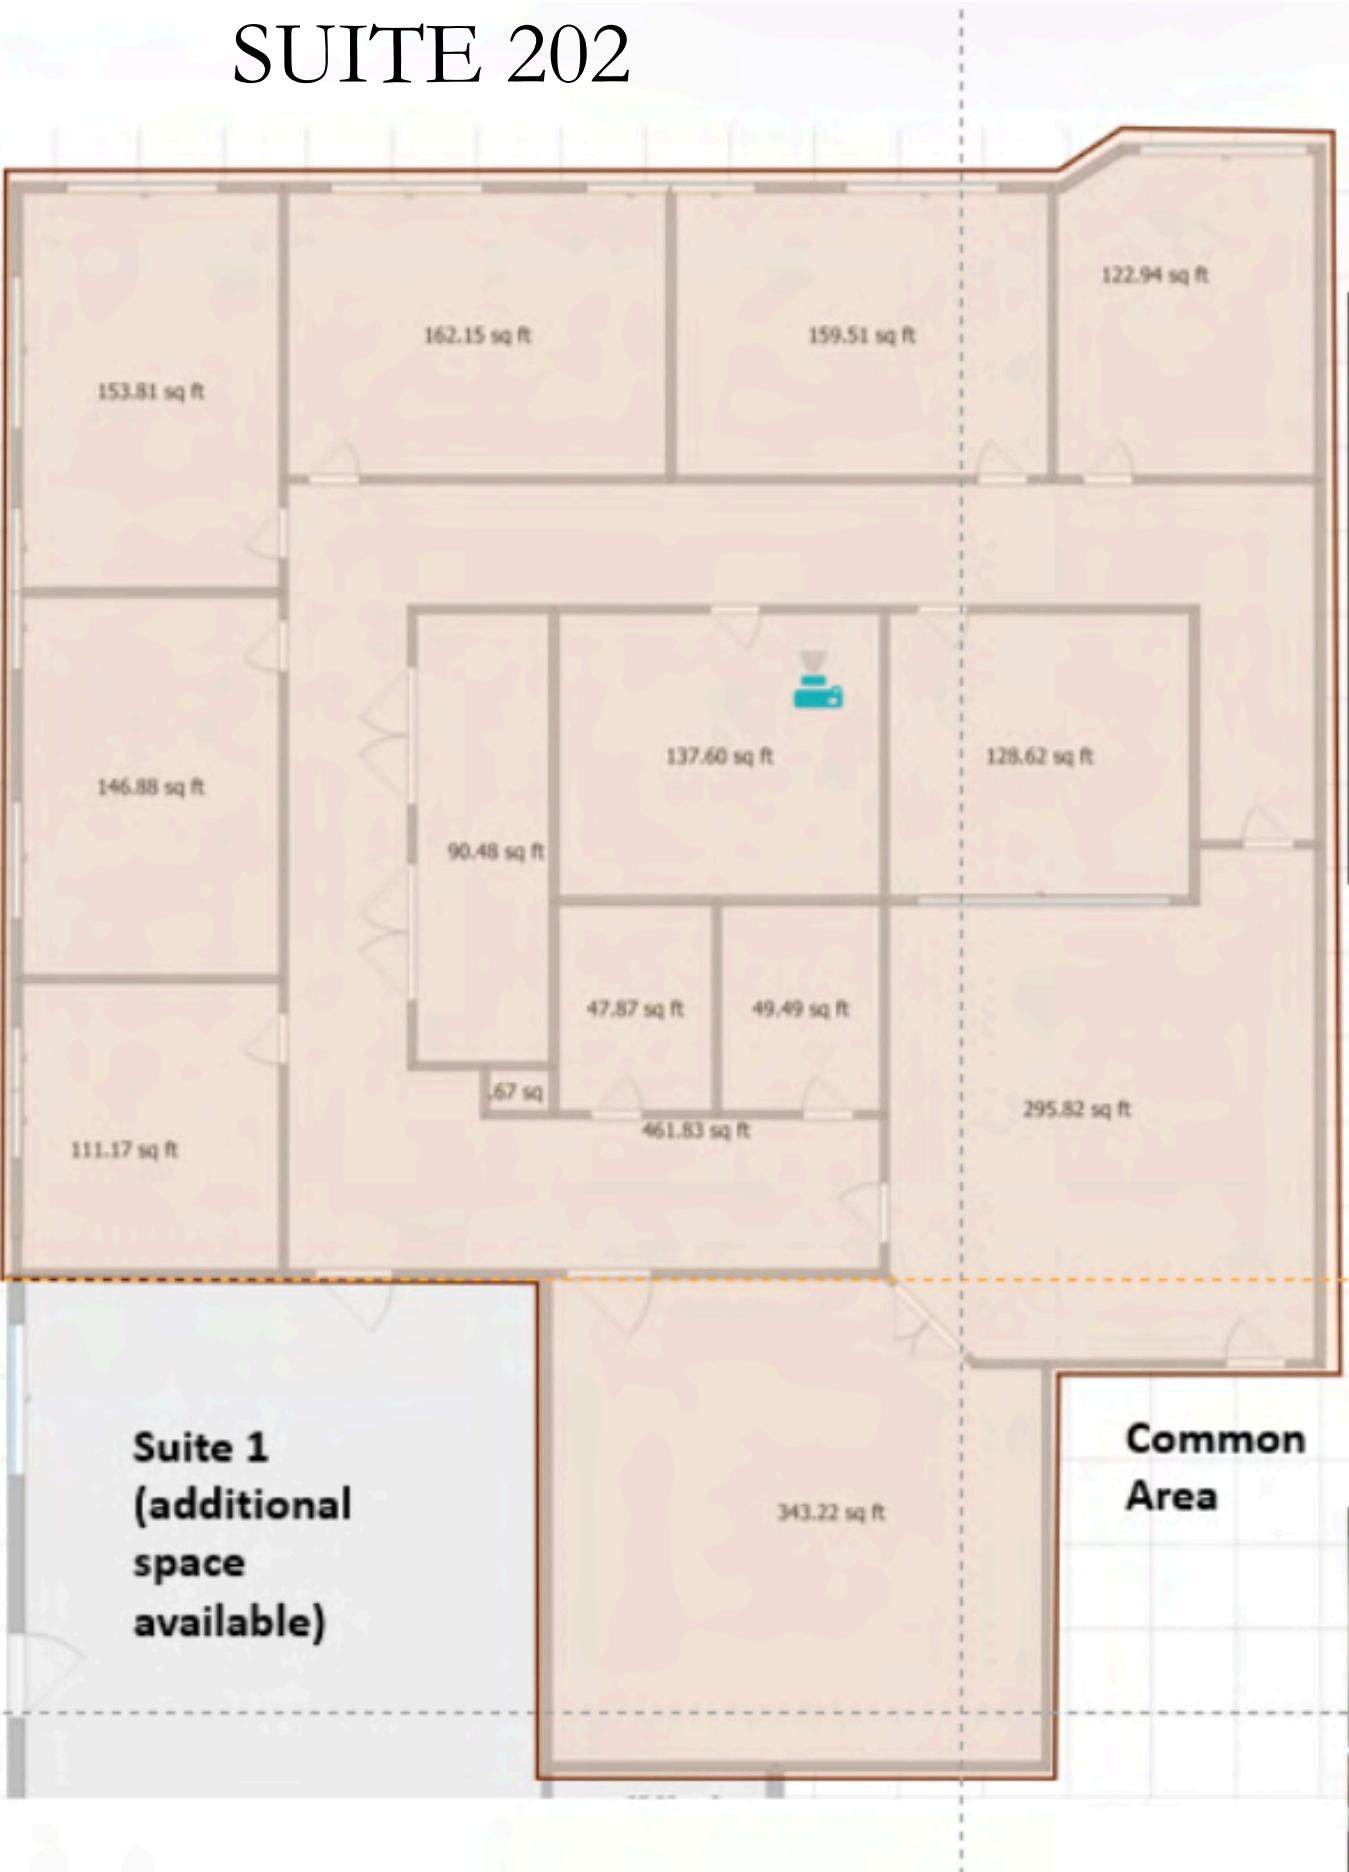 SUITE 202
122.94 sq ft
162.15 sq ft
159.51 sq ft
153.81 sq ft
137.60 sq ft
128.62 sq ft
146.88 sq ft
90.48 sq ft
47.87 sq ft
49.49 sq ft
.67 sq
295.82 sq ft
461.83 sq ft
111.17 sq ft
Suite 1
(additional
space
available)
Common
Area
343.22 sq ft